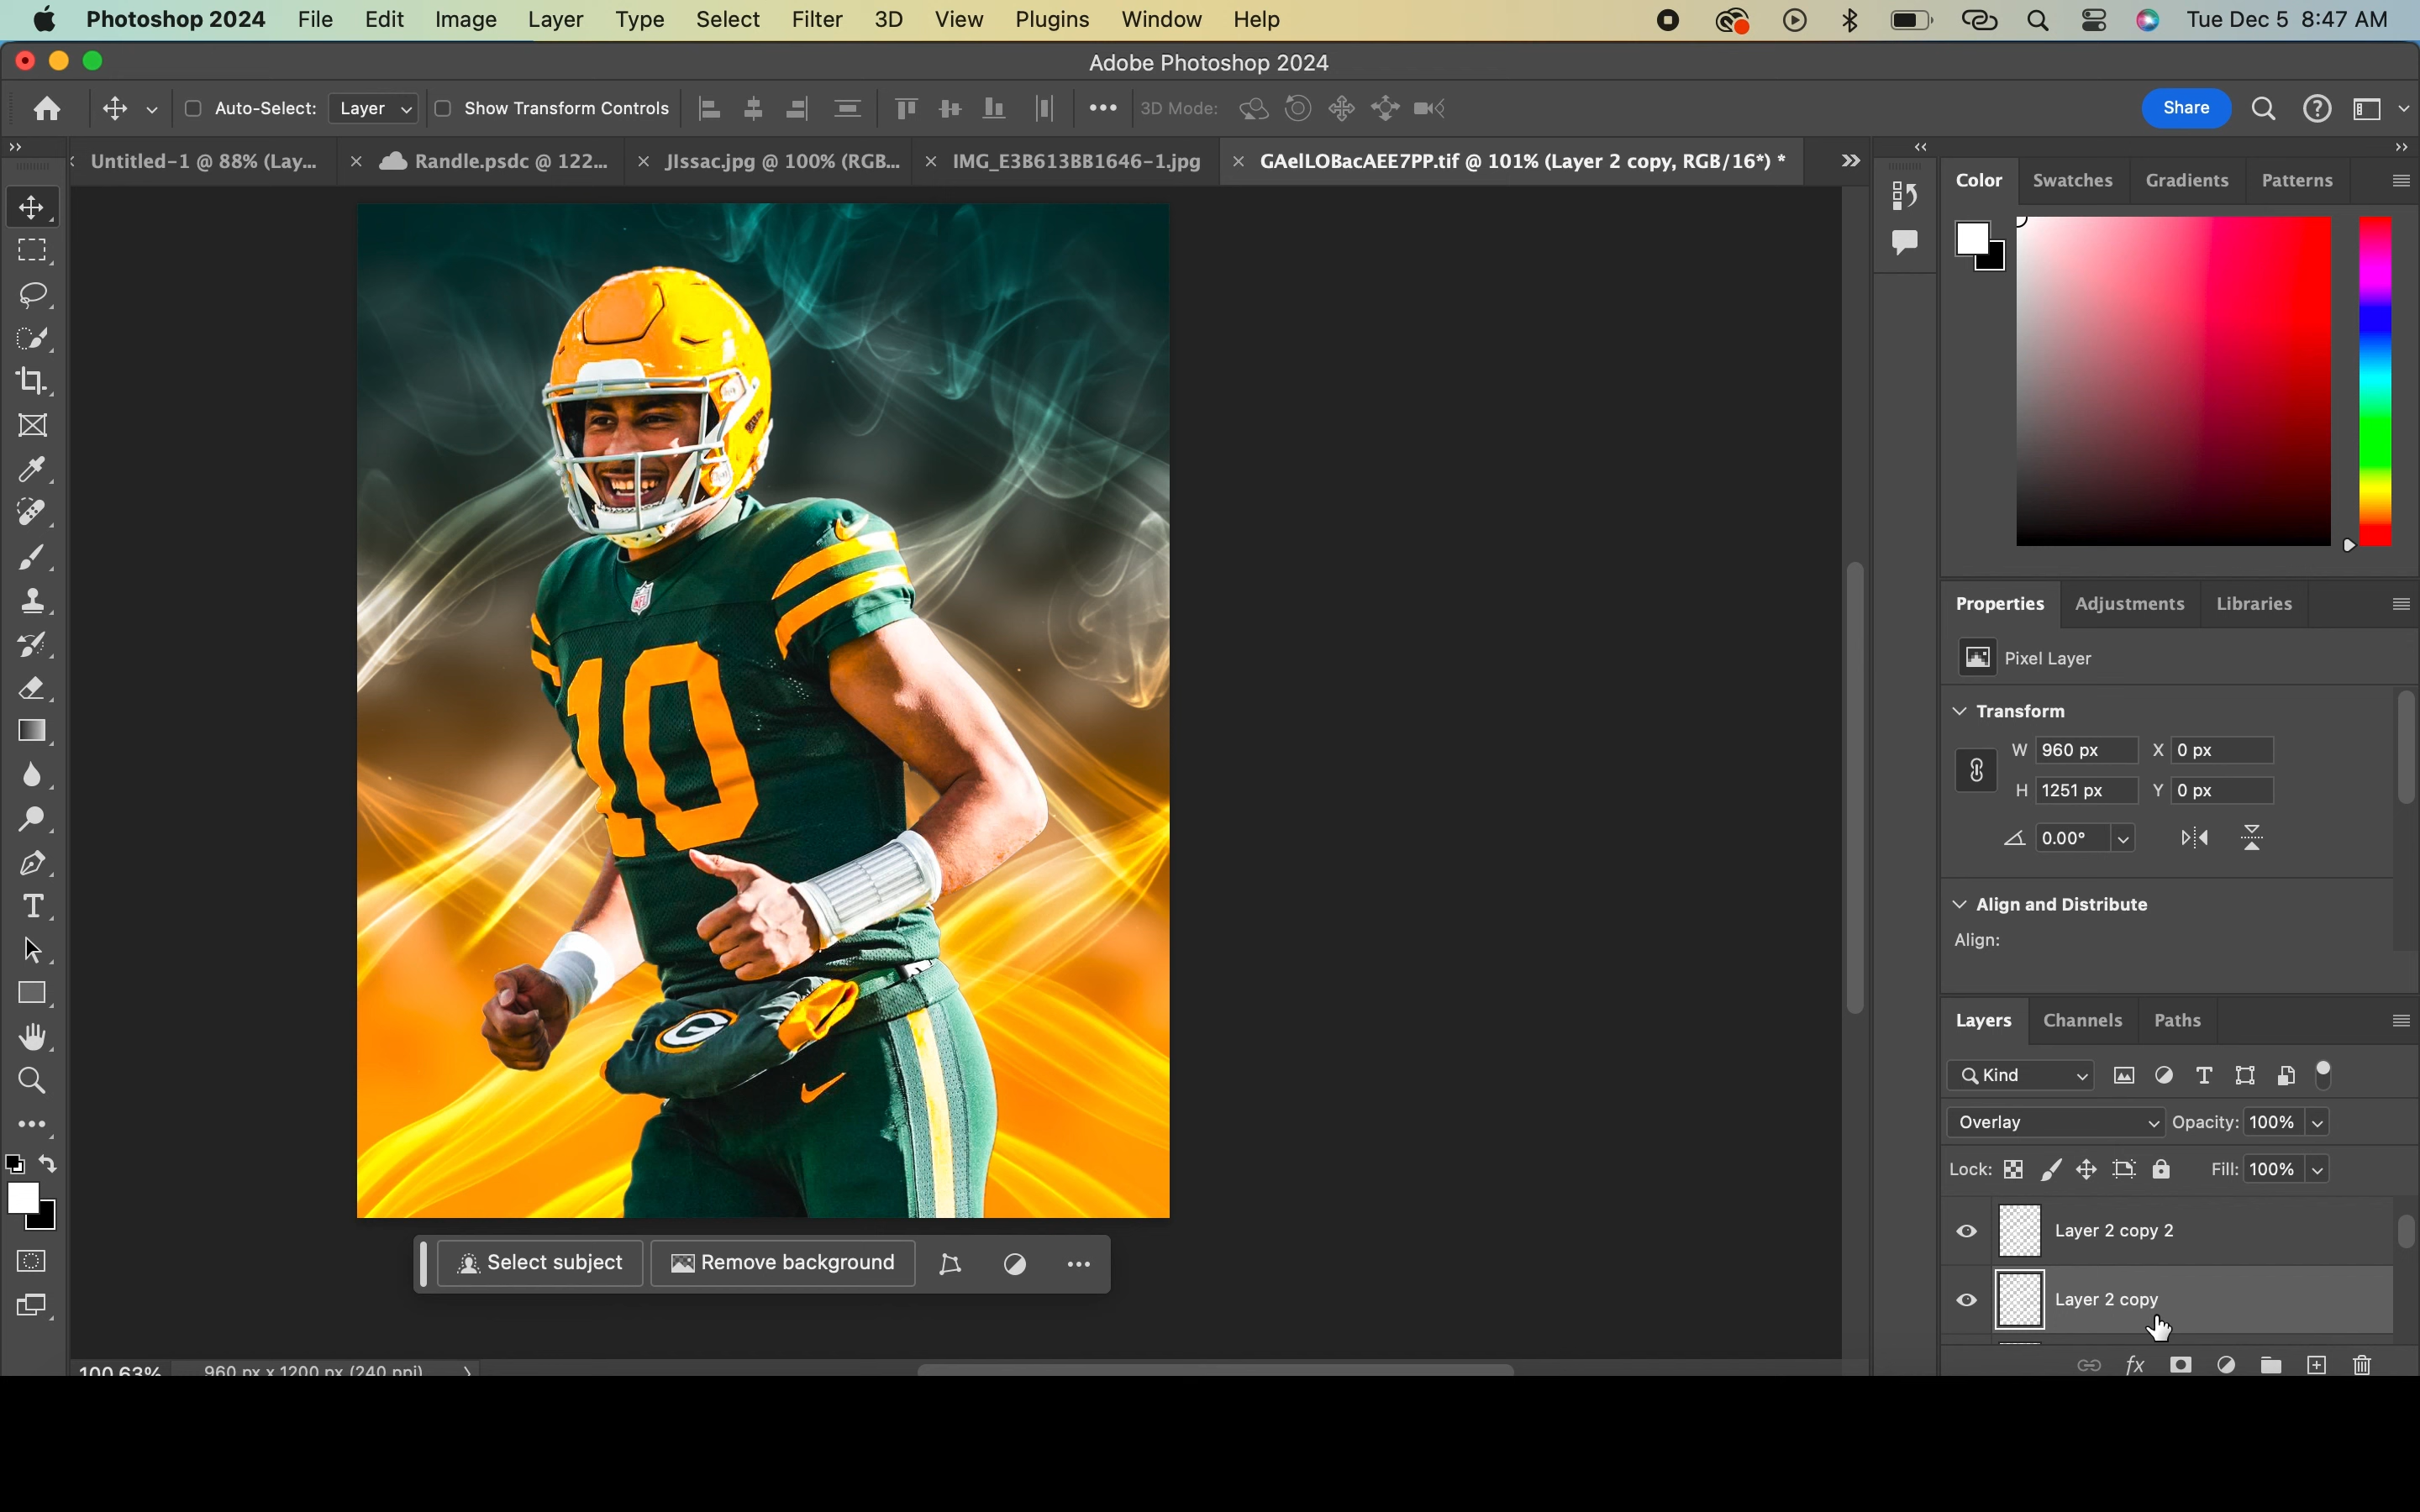 Photoshop 2024 File Edit Image Layer Type Select Filter 3D View Plugins Window Help Tue Dec 5 8:47 AM
Adobe Photoshop 2024
Auto-Select: Layer Show Transform Controls 3D Mode: Share
Untitled-1 @ 88% (Lay... Randle.psdc @ 122... JIssac.jpg @ 100% (RGB... IMG_E3B613BB1646-1.jpg GAelLOBacAEE7PP.tif @ 101% (Layer 2 copy, RGB/16*) *
Color Swatches Gradients Patterns
NFL
10
G
Properties Adjustments Libraries
Pixel Layer
Transform
W 960 px X 0 px
H 1251 px Y 0 px
0.00°
Align and Distribute
Align:
Layers Channels Paths
Kind
Overlay Opacity: 100%
Lock: Fill: 100%
Layer 2 copy 2
Layer 2 copy
Select subject Remove background
100.63% 960 px x 1200 px (240 ppi)
fx